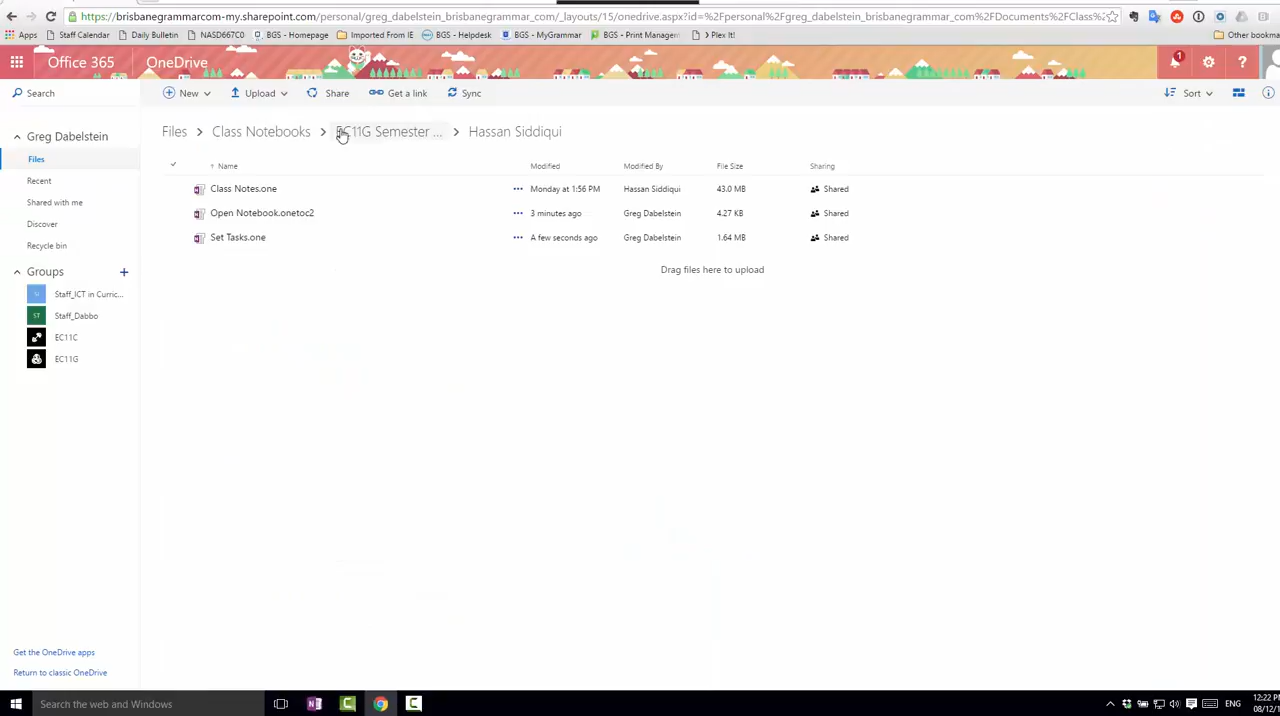 https://brisbanegrammarcom-my.sharepoint.com/personal/greg_dabelstein_brisbanegrammar_com/_layouts/15/onedrive.aspx?id=%2Fpersonal%2Fgreg_dabelstein_brisbanegrammar_com%2FDocuments%2FClass%
Apps Staff Calendar Daily Bulletin NASD667C0 BGS - Homepage Imported From IE BGS - Helpdesk BGS - MyGrammar BGS - Print Managem > Plex It! Other bookma
Office 365 OneDrive 1 ?
Search New Upload Share Get a link Sync Sort
Greg Dabelstein
Files > Class Notebooks > EC11G Semester ... > Hassan Siddiqui
Files
Recent
Shared with me
Discover
Recycle bin
Groups +
Staff_ICT in Curric...
ST Staff_Dabbo
EC11C
EC11G
Name Modified Modified By File Size Sharing
Class Notes.one ... Monday at 1:56 PM Hassan Siddiqui 43.0 MB Shared
Open Notebook.onetoc2 3 minutes ago Greg Dabelstein 4.27 KB Shared
Set Tasks.one ... A few seconds ago Greg Dabelstein 1.64 MB Shared
Drag files here to upload
Get the OneDrive apps
Return to classic OneDrive
Search the web and Windows ENG 12:22 PM
08/12/1